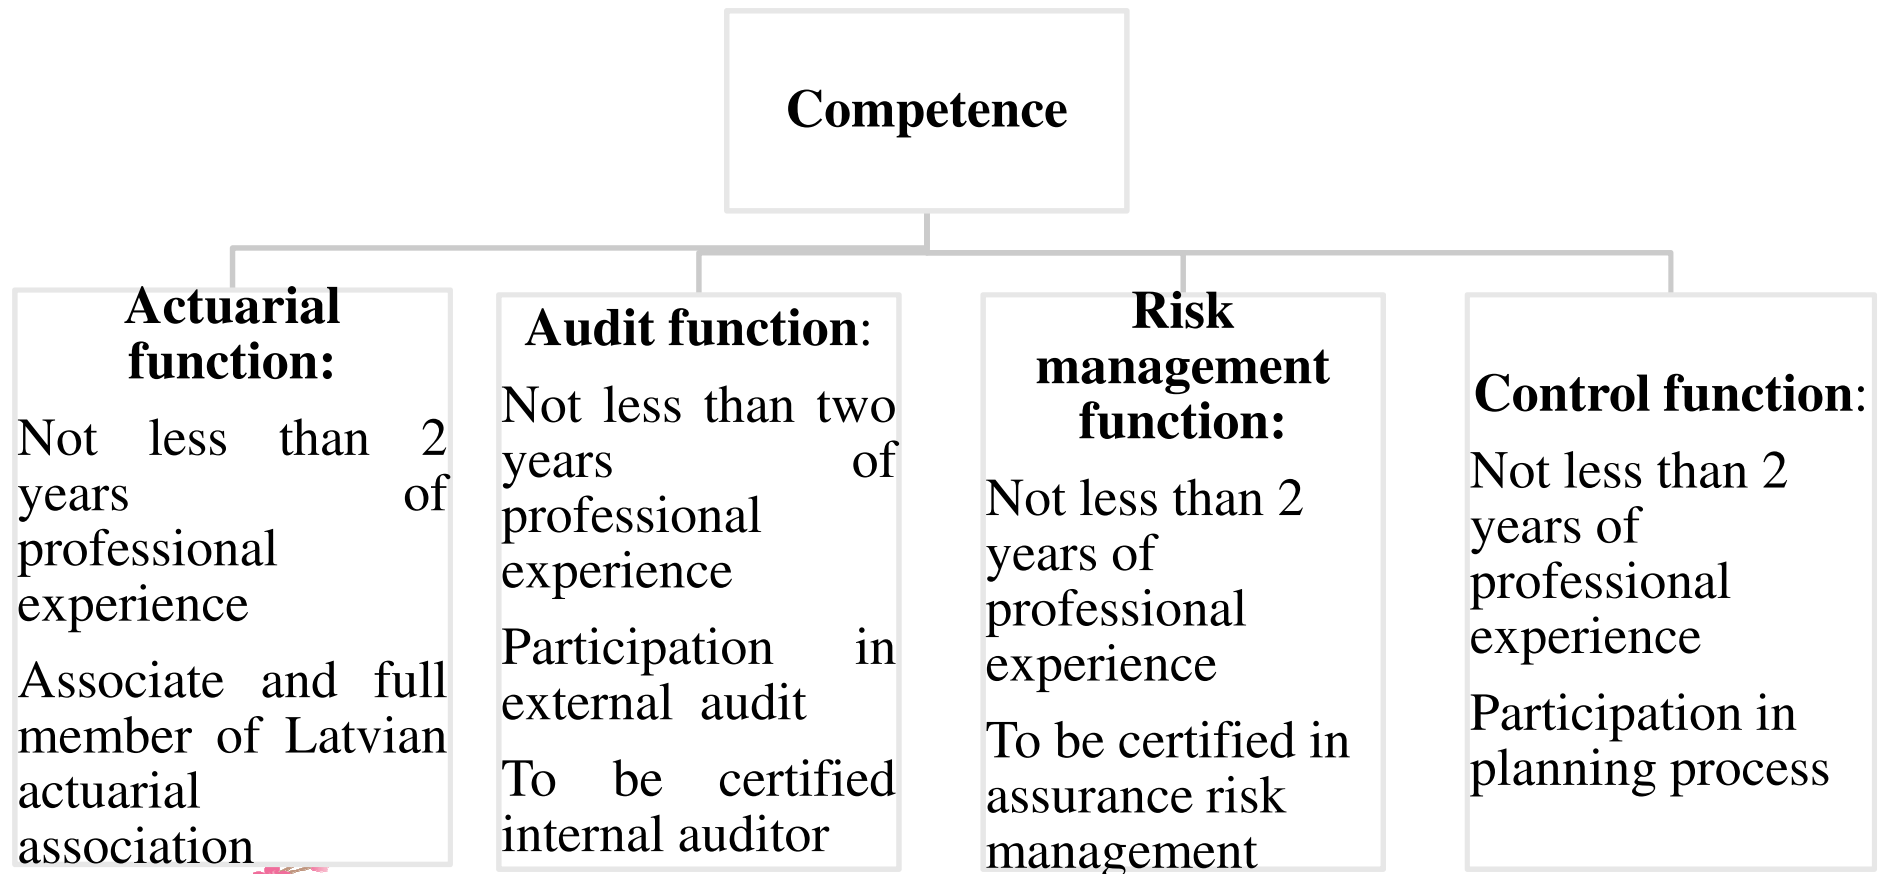 Competence
Actuarial
function:
Not less than 2
years of
professional
experience
Associate and full
member of Latvian
actuarial
association
Audit function:
Not less than two
years of
professional
experience
Participation in
external audit
To be certified
internal auditor
Risk
management
function:
Not less than 2
years of
professional
experience
To be certified in
assurance risk
management
Control function:
Not less than 2
years of
professional
experience
Participation in
planning process